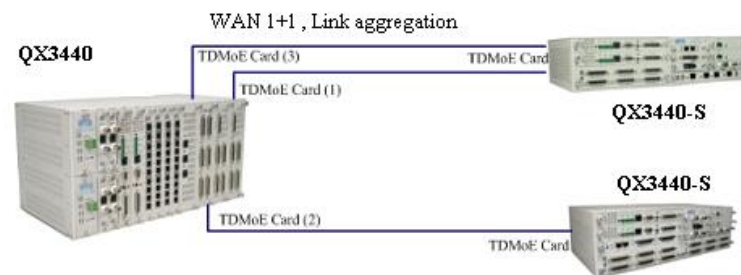 WAN 1+1 , Link aggregation
QX3440
TDMoE Card (3)
TDMoE Card
TDMoE Card (1)
QX3440-S
QX3440-S
TDMoE Card (2)
TDMoE Card